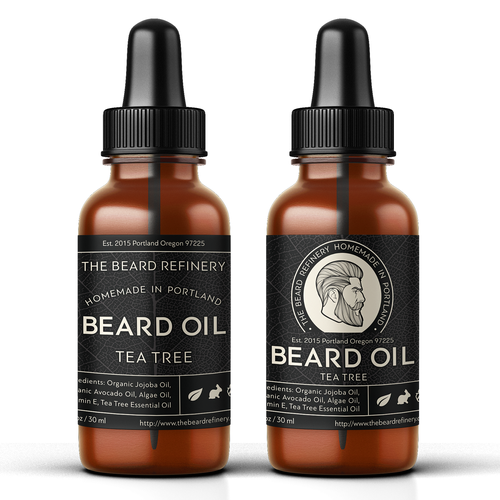 Est. 2015 Portland Oregon 97225
THE BEARD REFINERY
HOMEMADE IN PORTLAND
BEARD OIL
TEA TREE
redients: Organic Jojoba Oil,
anic Avocado Oil, Algae Oil,
min E, Tea Tree Essential Oil
oz / 30 ml
http://www.thebeardrefinery.
THE BEARD REFINERY HOMEMADE IN PORTLAND
Est. 2015 Portland Oregon 97225
BEARD OIL
TEA TREE
redients: Organic Jojoba Oil,
anic Avocado Oil, Algae Oil,
min E, Tea Tree Essential Oil
oz / 30 ml
http://www.thebeardrefinery.c